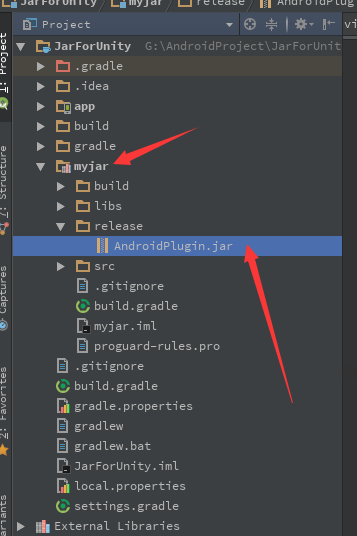 JarForUnity myjar release AndroidPlug
Project
JarForUnity G:\AndroidProject\JarForUnit
.gradle
.idea
app
build
gradle
myjar
build
libs
release
AndroidPlugin.jar
src
.gitignore
build.gradle
myjar.iml
proguard-rules.pro
.gitignore
build.gradle
gradle.properties
gradlew
gradlew.bat
JarForUnity.iml
local.properties
settings.gradle
External Libraries
1: Project
7: Structure
Captures
2: Favorites
ariants
var